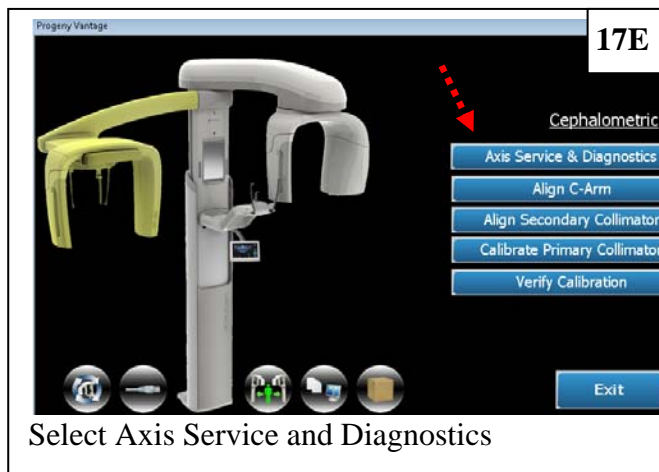 Progeny Vantage
17E
Cephalometric
Axis Service & Diagnostics
Align C-Arm
Align Secondary Collimator
Calibrate Primary Collimator
Verify Calibration
Exit
Select Axis Service and Diagnostics